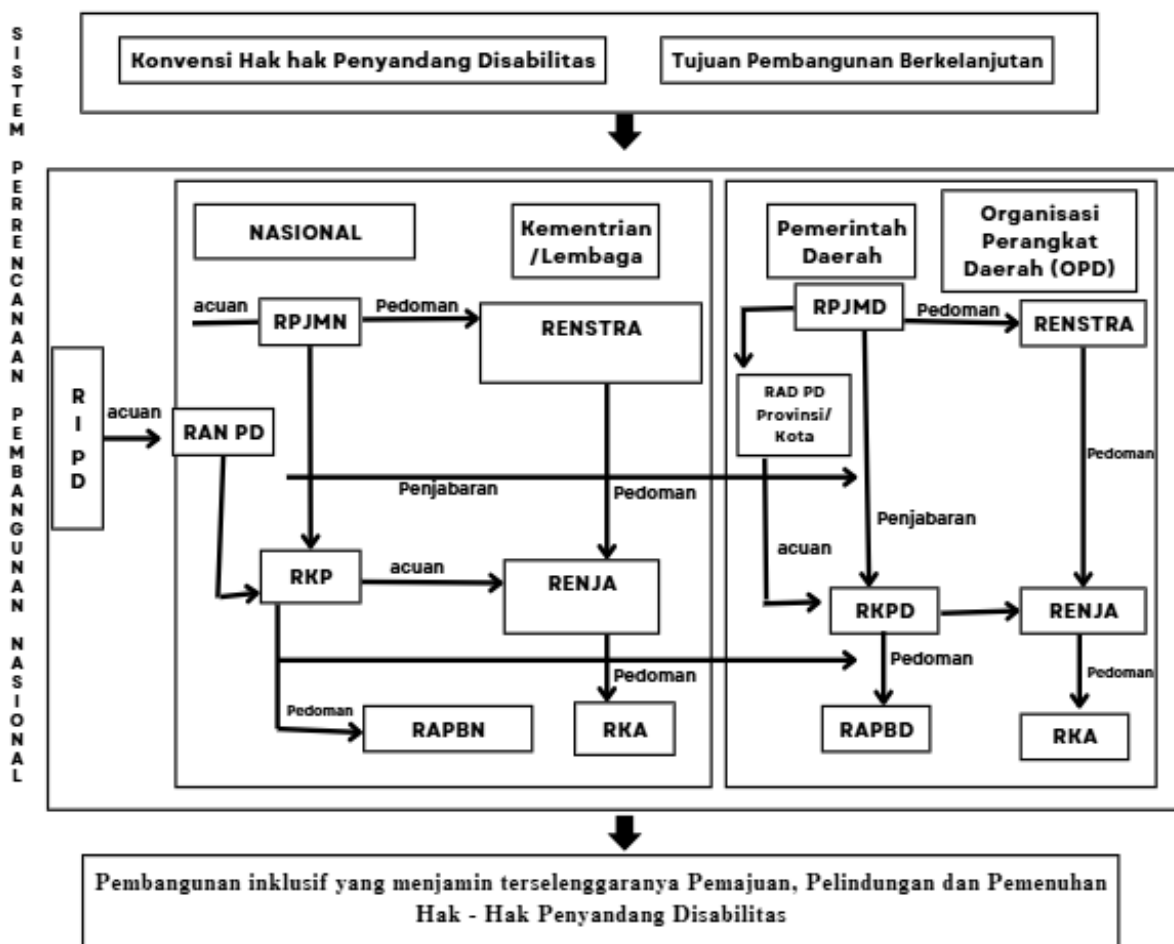 SISTEM PERRENCANAAAN PEMBANGUNAN NASIONAL
Konvensi Hak hak Penyandang Disabilitas
Tujuan Pembangunan Berkelanjutan
NASIONAL
Kementrian
/Lembaga
Pemerintah
Daerah
Organisasi
Perangkat
Daerah (OPD)
acuan
RPJMN
Pedoman
RENSTRA
RPJMD
Pedoman
RENSTRA
RI PD
acuan
RAN PD
RAD PD
Provinsi/
Kota
Penjabaran
Pedoman
Pedoman
Penjabaran
acuan
RKP
acuan
RENJA
RKPD
RENJA
Pedoman
Pedoman
Pedoman
Pedoman
RAPBN
RKA
RAPBD
RKA
Pembangunan inklusif yang menjamin terselenggaranya Pemajuan, Pelindungan dan Pemenuhan
Hak - Hak Penyandang Disabilitas